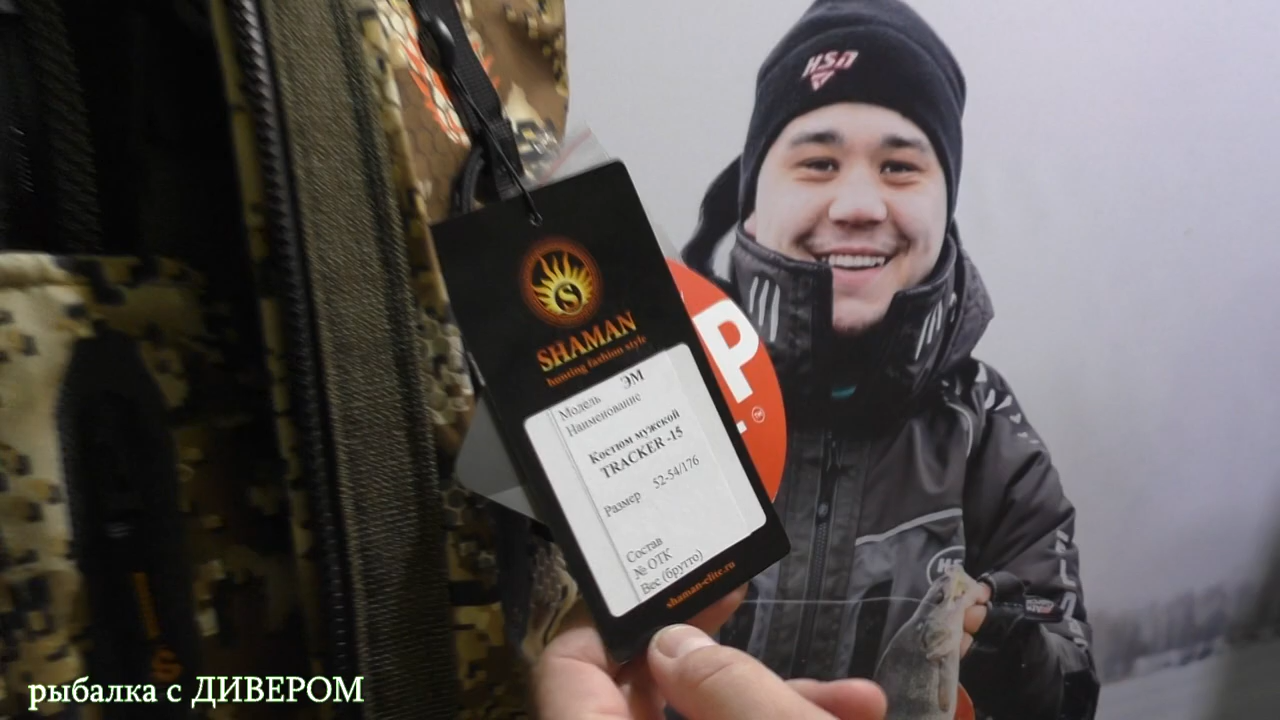 HSN
SHAMAN
hunting fashion style
Модель ЭМ
Наименование
Костюм мужской
TRACKER -15
Размер 52-54/176
Состав
№ ОТК
Вес (брутто)
shaman-elite.ru
P
TM
рыбалка с ДИВЕРОМ